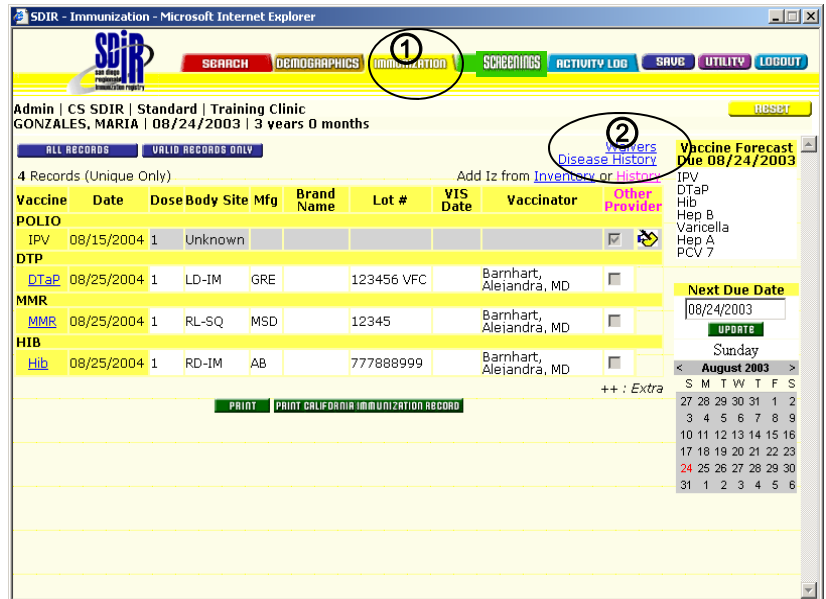 SDIR - Immunization - Microsoft Internet Explorer
SDIR
san diego
regional
immunization registry
SEARCH DEMOGRAPHICS IMMUNIZATION SCREENINGS ACTIVITY LOG SAVE UTILITY LOGOUT
1
RESET
Admin | CS SDIR | Standard | Training Clinic
GONZALES, MARIA | 08/24/2003 | 3 years 0 months
ALL RECORDS VALID RECORDS ONLY
2
Waivers
Disease History
4 Records (Unique Only) Add Iz from Inventory or History
Vaccine Date Dose Body Site Mfg Brand Name Lot # VIS Date Vaccinator Other Provider
POLIO
IPV 08/15/2004 1 Unknown
DTP
DTaP 08/25/2004 1 LD-IM GRE 123456 VFC Barnhart, Alejandra, MD
MMR
MMR 08/25/2004 1 RL-SQ MSD 12345 Barnhart, Alejandra, MD
HIB
Hib 08/25/2004 1 RD-IM AB 777888999 Barnhart, Alejandra, MD
++ : Extra
PRINT PRINT CALIFORNIA IMMUNIZATION RECORD
Vaccine Forecast
Due 08/24/2003
IPV
DTaP
Hib
Hep B
Varicella
Hep A
PCV 7
Next Due Date
08/24/2003
UPDATE
Sunday
< August 2003 >
S M T W T F S
27 28 29 30 31 1 2
3 4 5 6 7 8 9
10 11 12 13 14 15 16
17 18 19 20 21 22 23
24 25 26 27 28 29 30
31 1 2 3 4 5 6